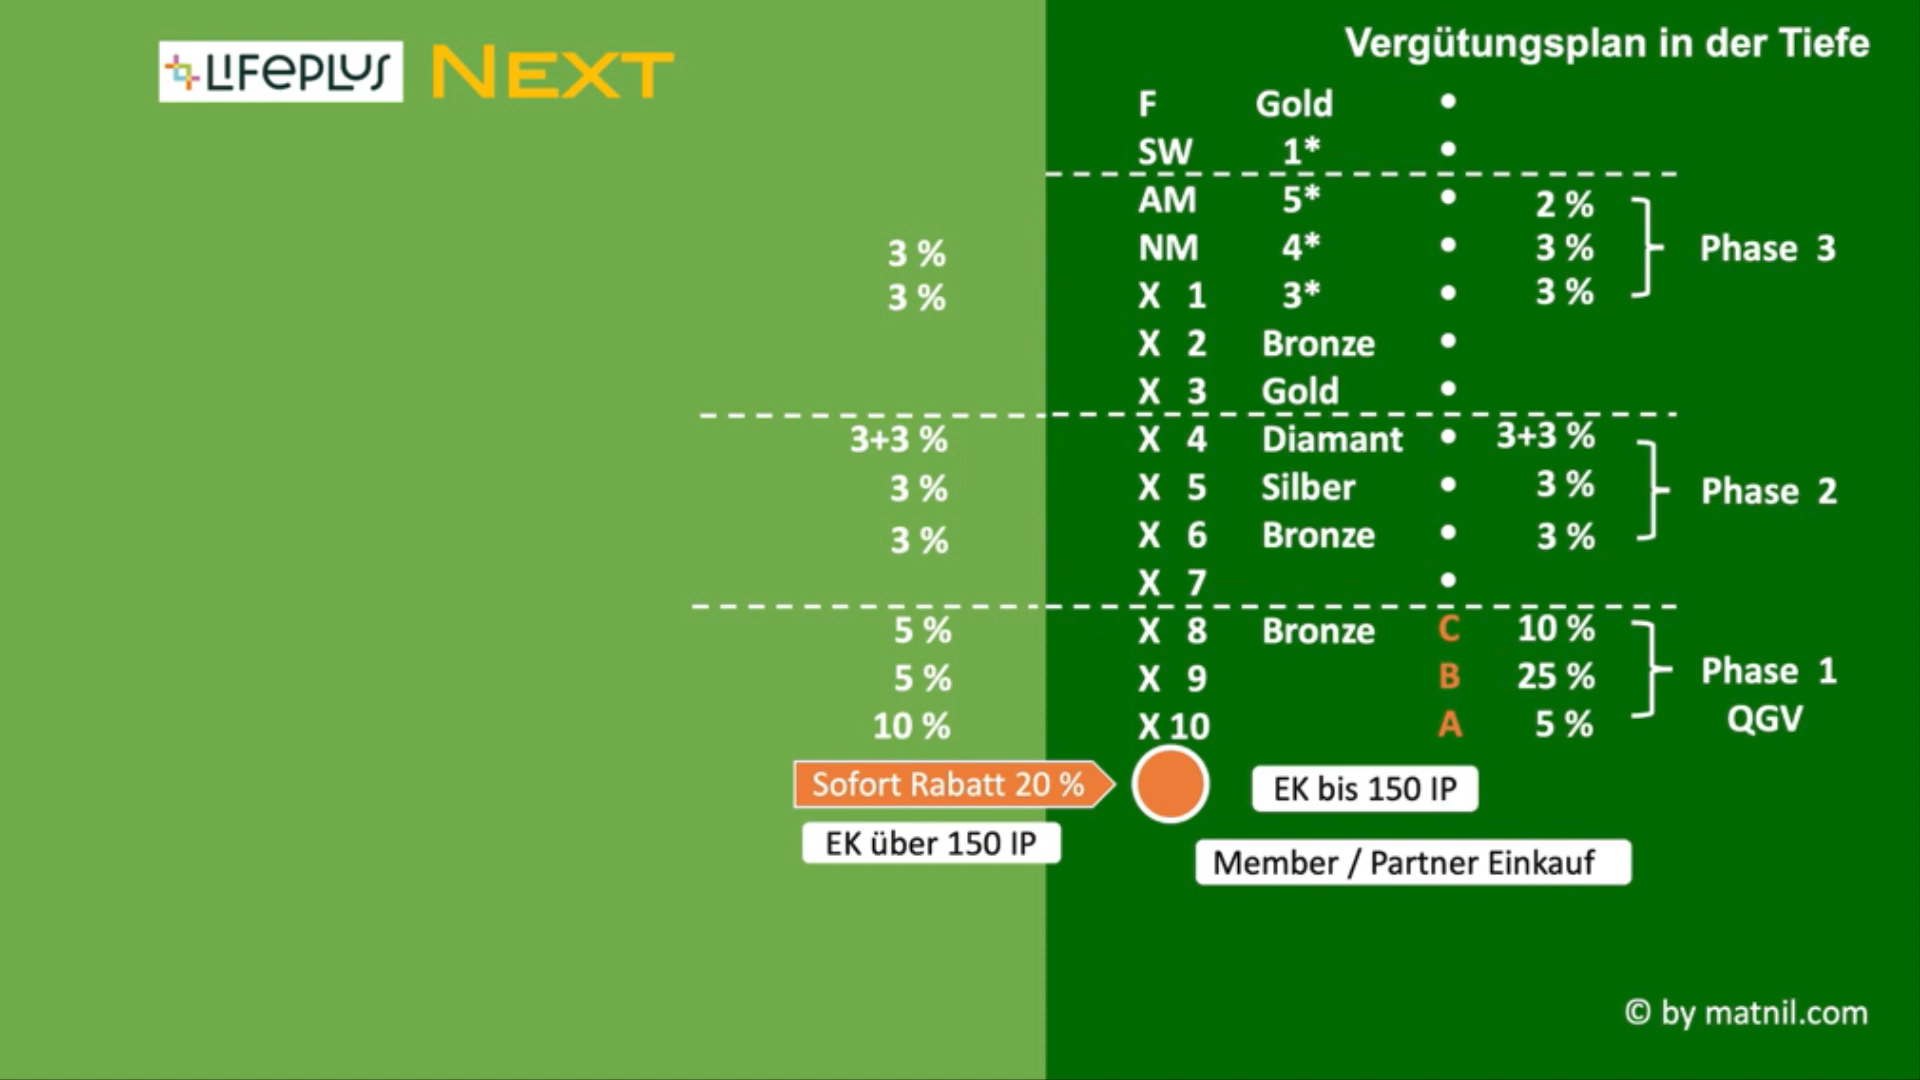 LIFEPLUS NEXT
Vergütungsplan in der Tiefe
F Gold •
SW 1* •
AM 5* • 2 %
3 % NM 4* • 3 % Phase 3
3 % X 1 3* • 3 %
X 2 Bronze •
X 3 Gold •
3+3 % X 4 Diamant • 3+3 %
3 % X 5 Silber • 3 % Phase 2
3 % X 6 Bronze • 3 %
X 7 •
5 % X 8 Bronze C 10 %
5 % X 9 B 25 % Phase 1
10 % X 10 A 5 % QGV
Sofort Rabatt 20 % EK bis 150 IP
EK über 150 IP
Member / Partner Einkauf
© by matnil.com